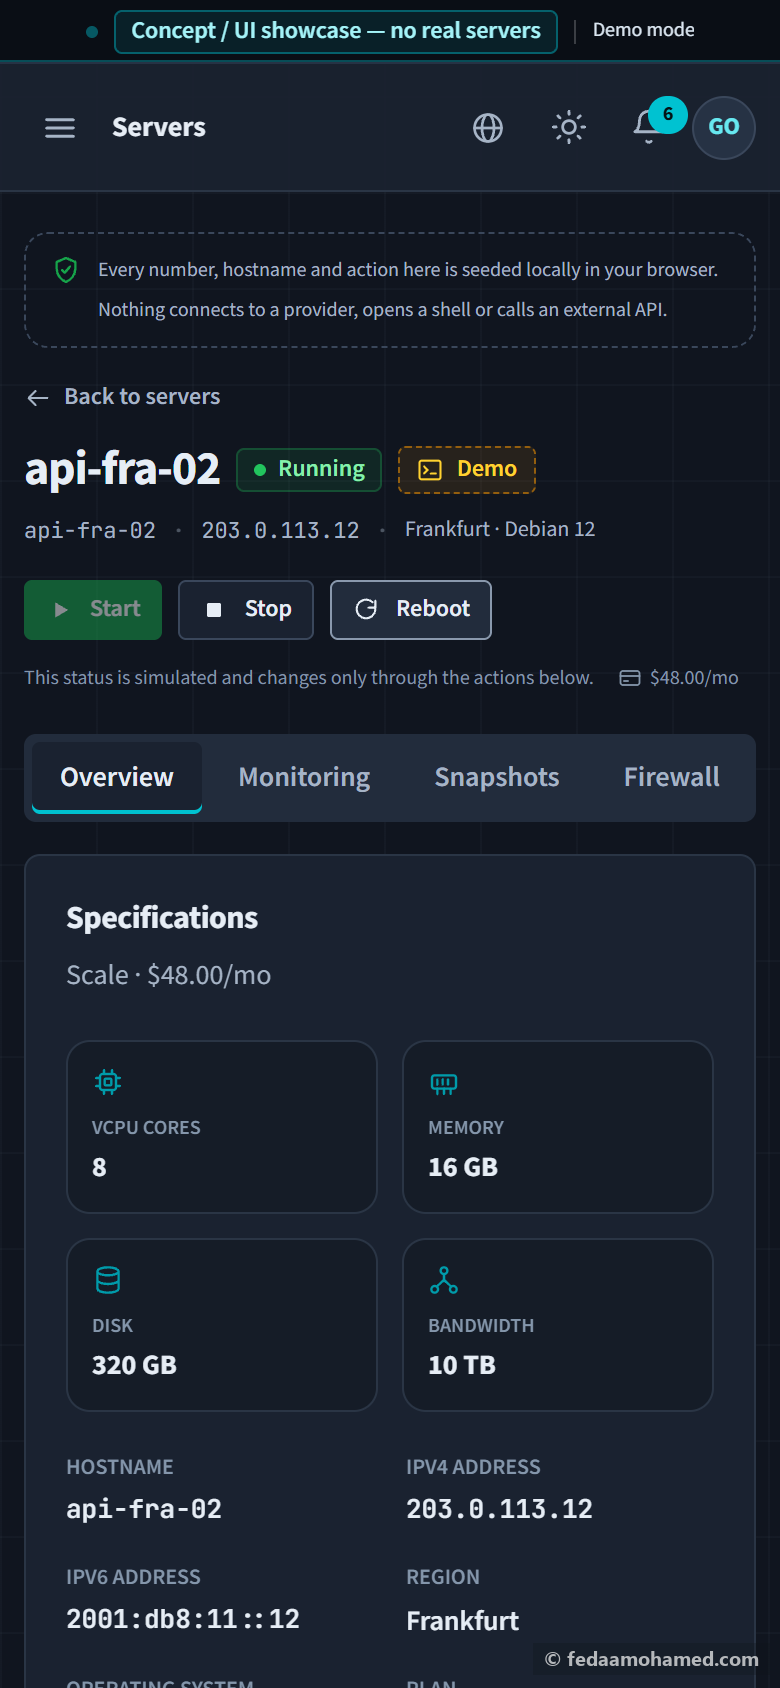 Concept / UI showcase — no real servers
Demo mode
Servers
6
GO
Every number, hostname and action here is seeded locally in your browser.
Nothing connects to a provider, opens a shell or calls an external API.
Back to servers
api-fra-02
Running
Demo
api-fra-02 · 203.0.113.12 · Frankfurt · Debian 12
Start
Stop
Reboot
This status is simulated and changes only through the actions below.
$48.00/mo
Overview
Monitoring
Snapshots
Firewall
Specifications
Scale · $48.00/mo
VCPU CORES
8
MEMORY
16 GB
DISK
320 GB
BANDWIDTH
10 TB
HOSTNAME
api-fra-02
IPV4 ADDRESS
203.0.113.12
IPV6 ADDRESS
2001:db8:11::12
REGION
Frankfurt
OPERATING SYSTEM
PLAN
© fedaamohamed.com